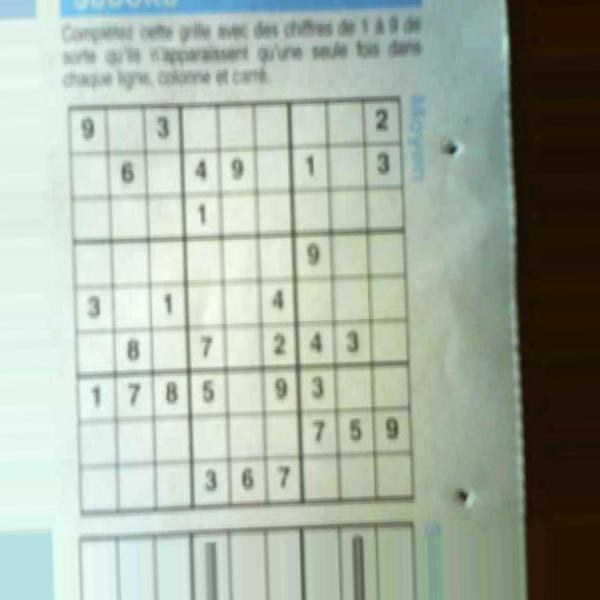 SUDOKU
Complétez cette grille avec des chiffres de 1 à 9 de
sorte qu'ils n'apparaissent qu'une seule fois dans
chaque ligne, colonne et carré.
Moyen
9 3 2
6 4 9 1 3
1
9
3 1 4
8 7 2 4 3
1 7 8 5 9 3
7 5 9
3 6 7